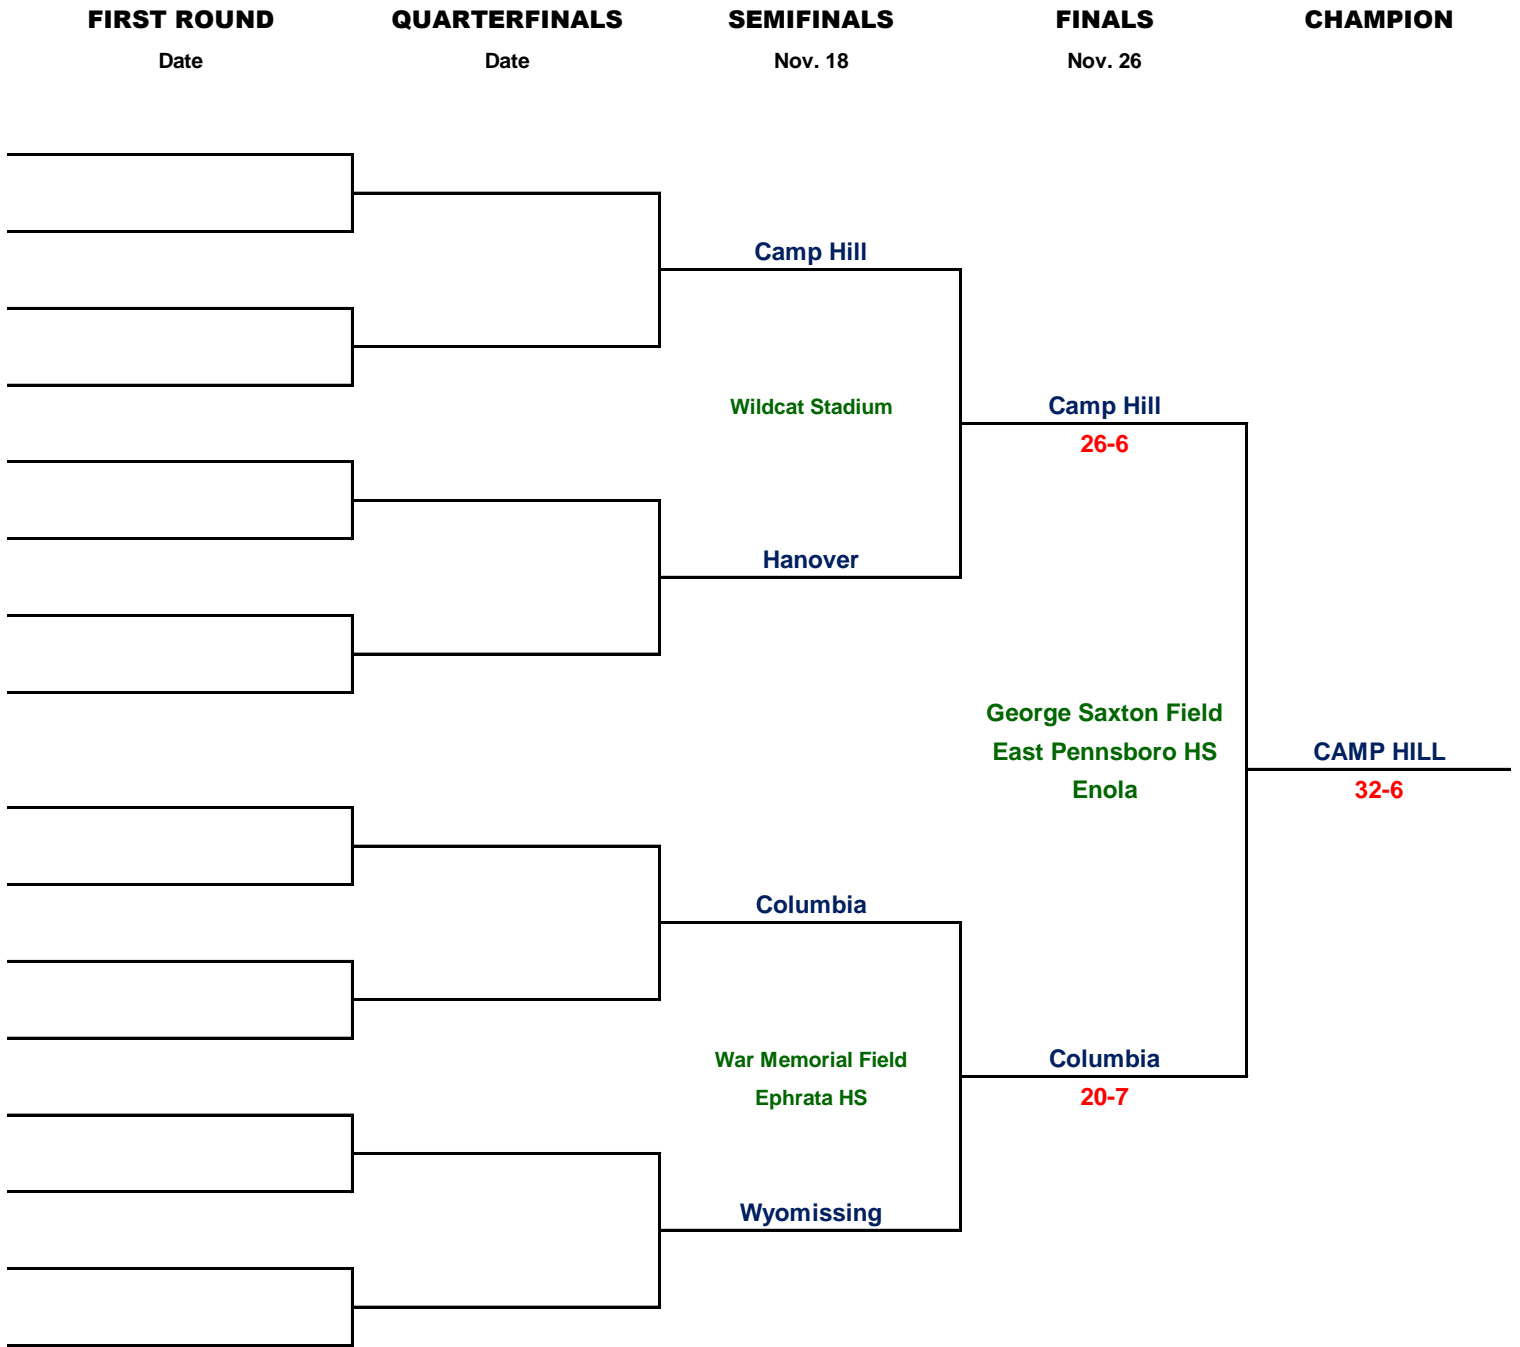 FIRST ROUND
QUARTERFINALS
SEMIFINALS
FINALS
CHAMPION
Date
Date
Nov. 18
Nov. 26
Camp Hill
Wildcat Stadium
Camp Hill
26-6
Hanover
George Saxton Field
East Pennsboro HS
Enola
CAMP HILL
32-6
Columbia
War Memorial Field
Ephrata HS
Columbia
20-7
Wyomissing